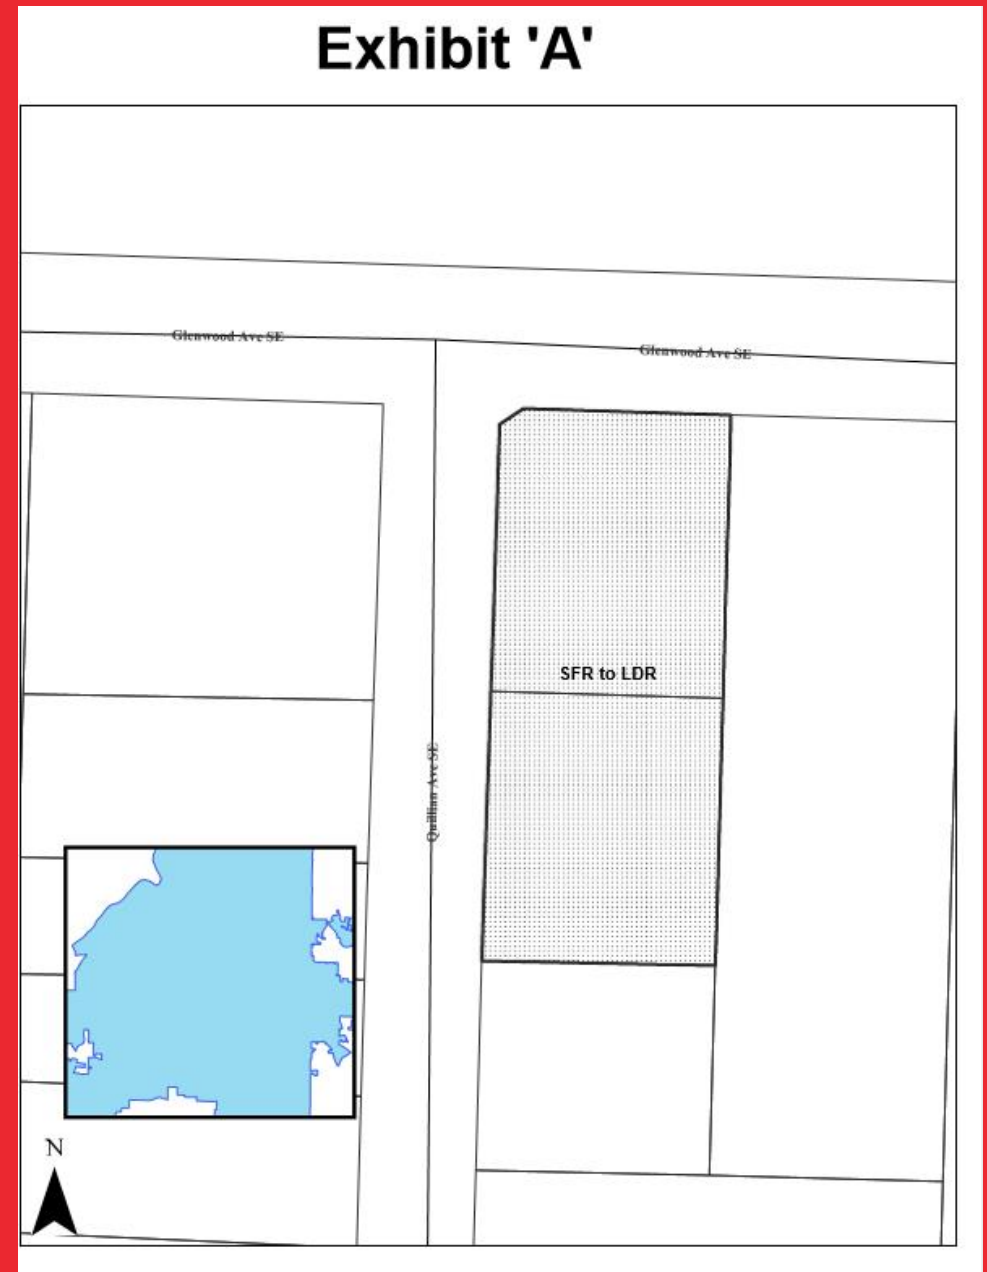 Exhibit 'A'
Glenwood Ave SE
Glenwood Ave SE
SFR to LDR
Quillian Ave SE
N